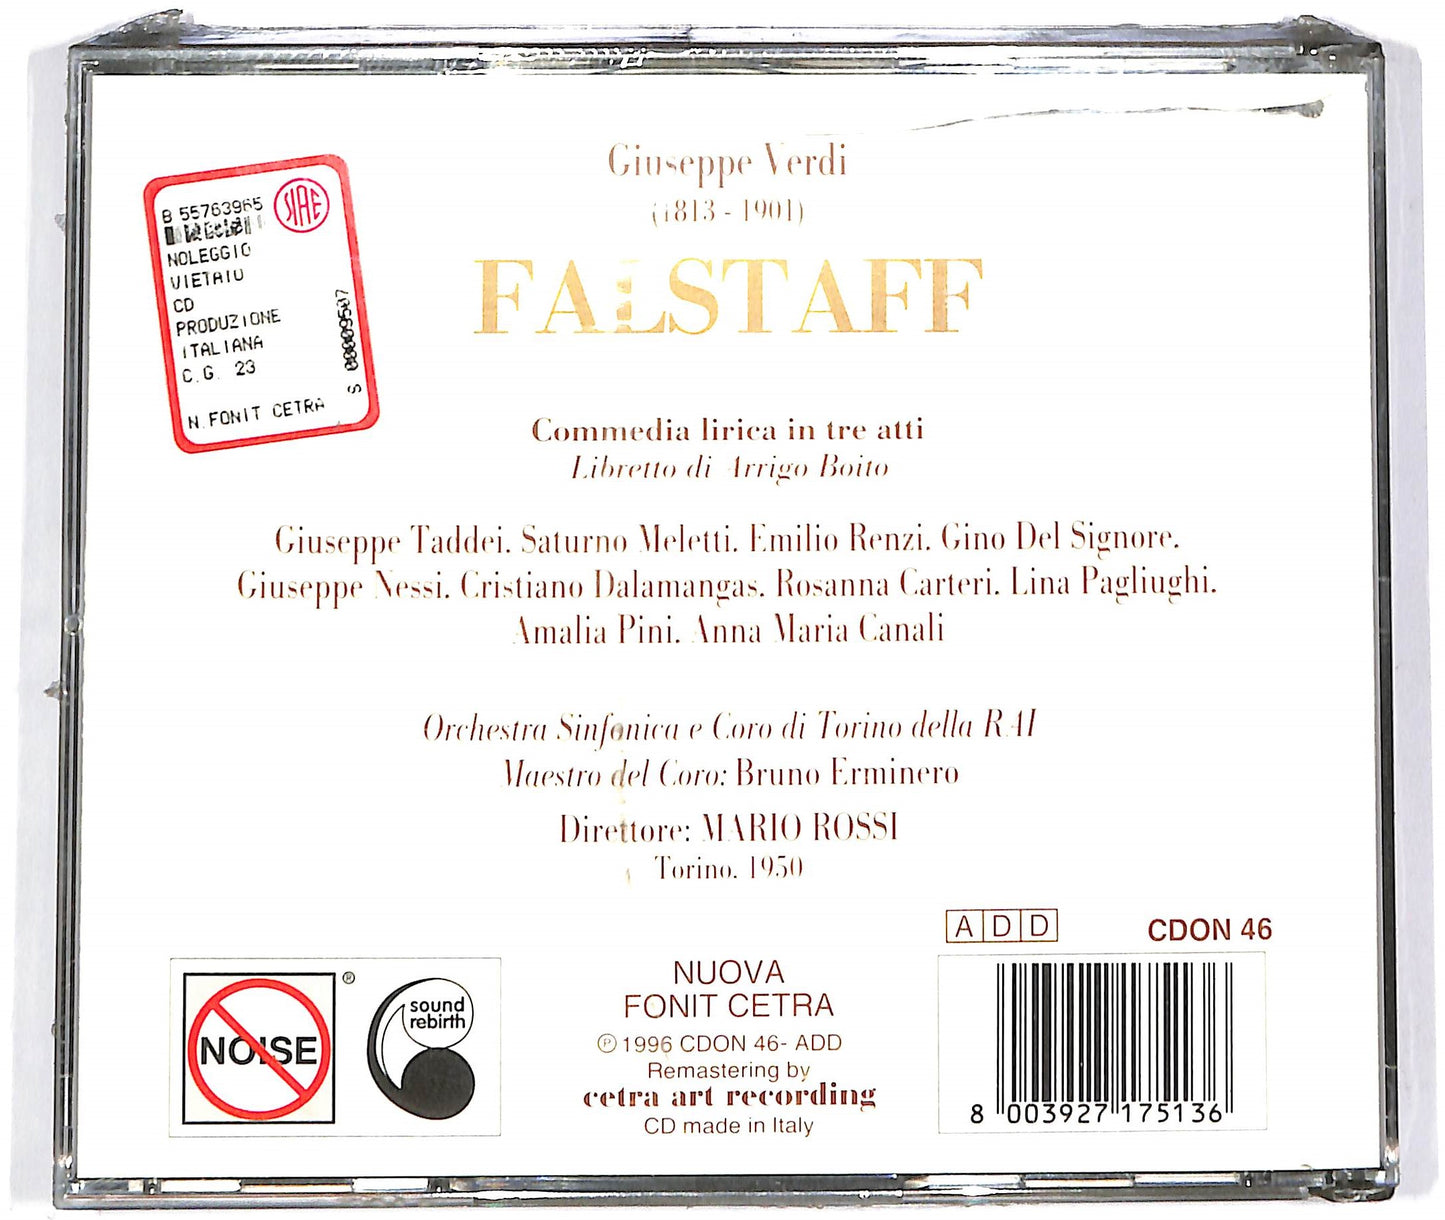 B 55763965
SIAE
NOLEGGIO
VIETATO
CD
PRODUZIONE
ITALIANA
C.G. 23
N.FONIT CETRA
S 00009507
Giuseppe Verdi
(1813 - 1901)
FALSTAFF
Commedia lirica in tre atti
Libretto di Arrigo Boito
Giuseppe Taddei. Saturno Meletti. Emilio Renzi. Gino Del Signore.
Giuseppe Nessi. Cristiano Dalamangas. Rosanna Carteri. Lina Pagliughi.
Amalia Pini. Anna Maria Canali
Orchestra Sinfonica e Coro di Torino della RAI
Maestro del Coro: Bruno Erminero
Direttore: MARIO ROSSI
Torino. 1950
ADD
CDON 46
NOISE ®
sound
rebirth
NUOVA
FONIT CETRA
℗ 1996 CDON 46- ADD
Remastering by
cetra art recording
CD made in Italy
8 003927 175136